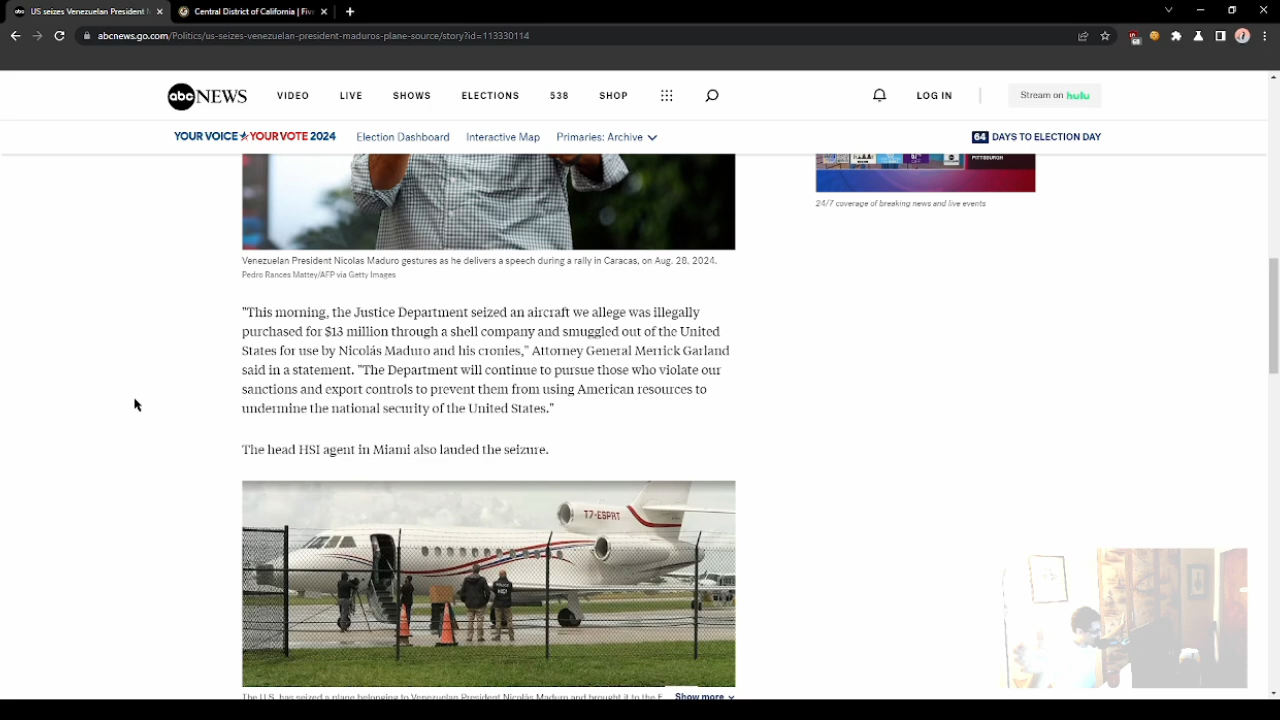 US seizes Venezuelan President
Central District of California | Fiv
abcnews.go.com/Politics/us-seizes-venezuelan-president-maduros-plane-source/story?id=113330114
abc NEWS
VIDEO
LIVE
SHOWS
ELECTIONS
538
SHOP
LOG IN
Stream on hulu
YOUR VOICE YOUR VOTE 2024
Election Dashboard
Interactive Map
Primaries: Archive
64 DAYS TO ELECTION DAY
PITTSBURGH
24/7 coverage of breaking news and live events
Venezuelan President Nicolas Maduro gestures as he delivers a speech during a rally in Caracas, on Aug. 28, 2024.
Pedro Rances Mattey/AFP via Getty Images
"This morning, the Justice Department seized an aircraft we allege was illegally
purchased for $13 million through a shell company and smuggled out of the United
States for use by Nicolás Maduro and his cronies," Attorney General Merrick Garland
said in a statement. "The Department will continue to pursue those who violate our
sanctions and export controls to prevent them from using American resources to
undermine the national security of the United States."
The head HSI agent in Miami also lauded the seizure.
T7-ESPRT
POLICE
HSI
The U.S. has seized a plane belonging to Venezuelan President Nicolás Maduro and brought it to the F
Show more